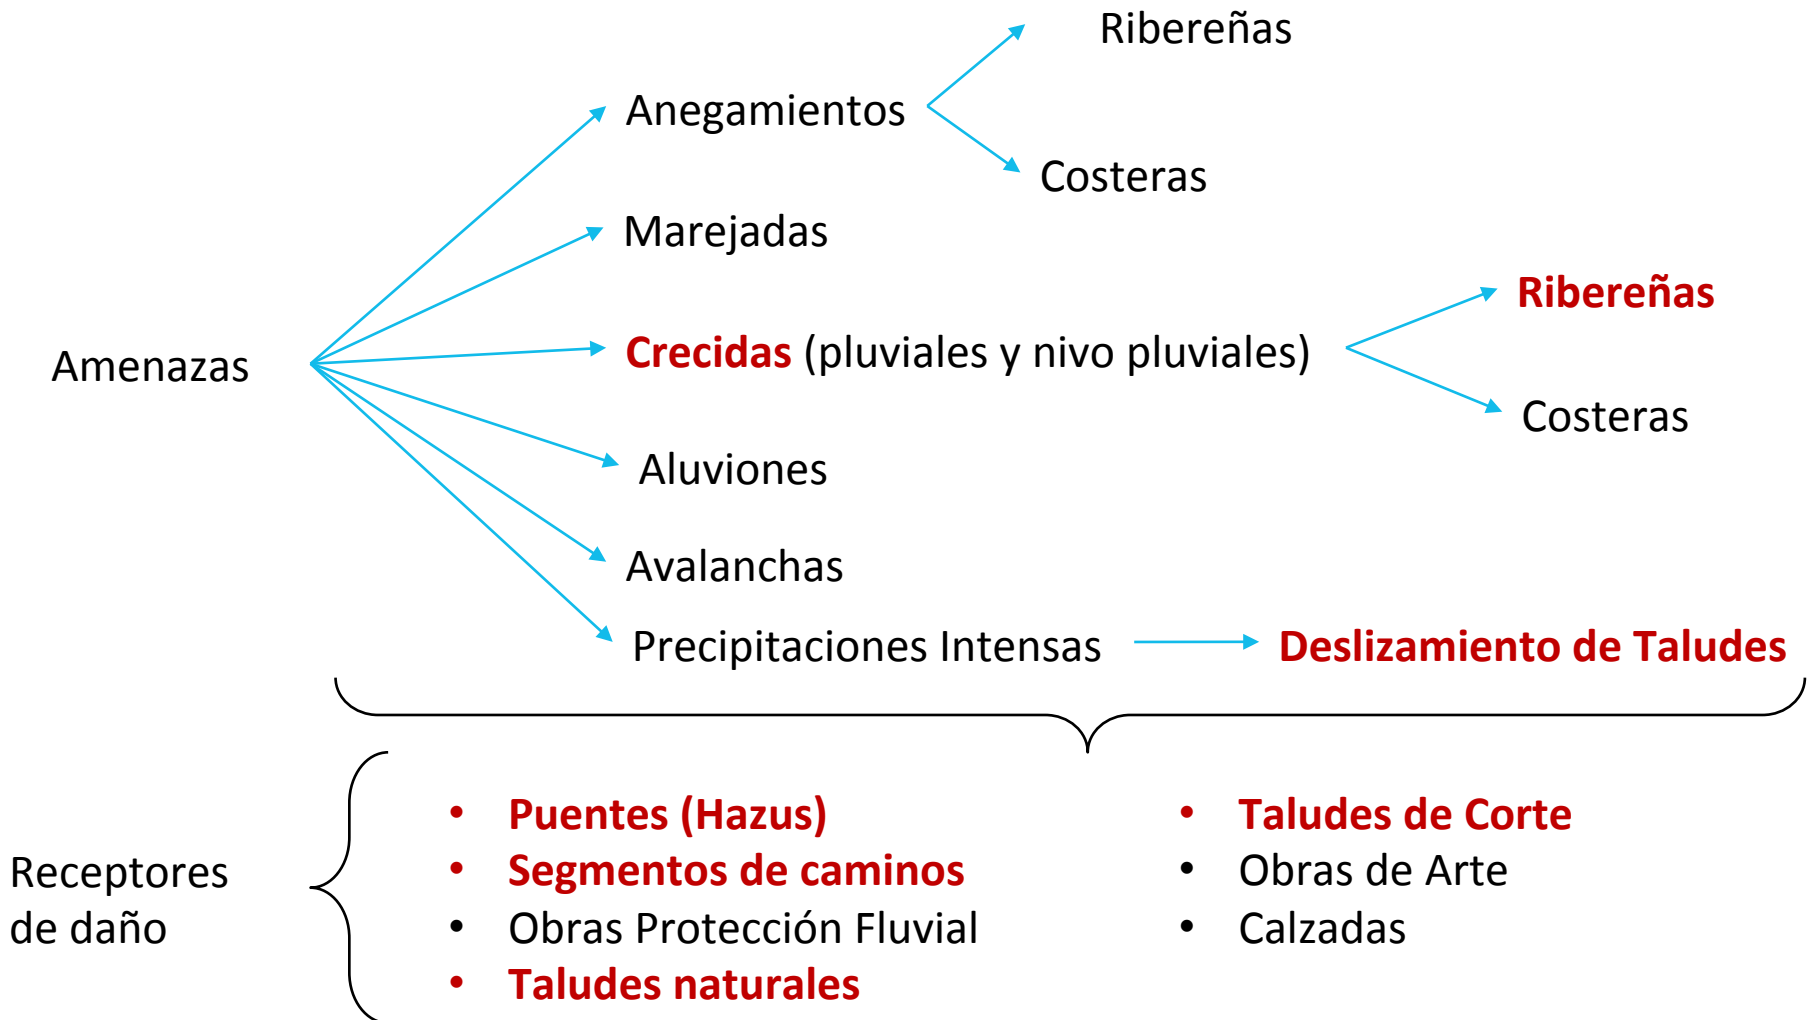 Ribereñas
Anegamientos
Costeras
Marejadas
Ribereñas
Crecidas (pluviales y nivo pluviales)
Amenazas
Costeras
Aluviones
Avalanchas
Precipitaciones Intensas
Deslizamiento de Taludes
Receptores
de daño
• Puentes (Hazus)
• Segmentos de caminos
• Obras Protección Fluvial
• Taludes naturales
• Taludes de Corte
• Obras de Arte
• Calzadas